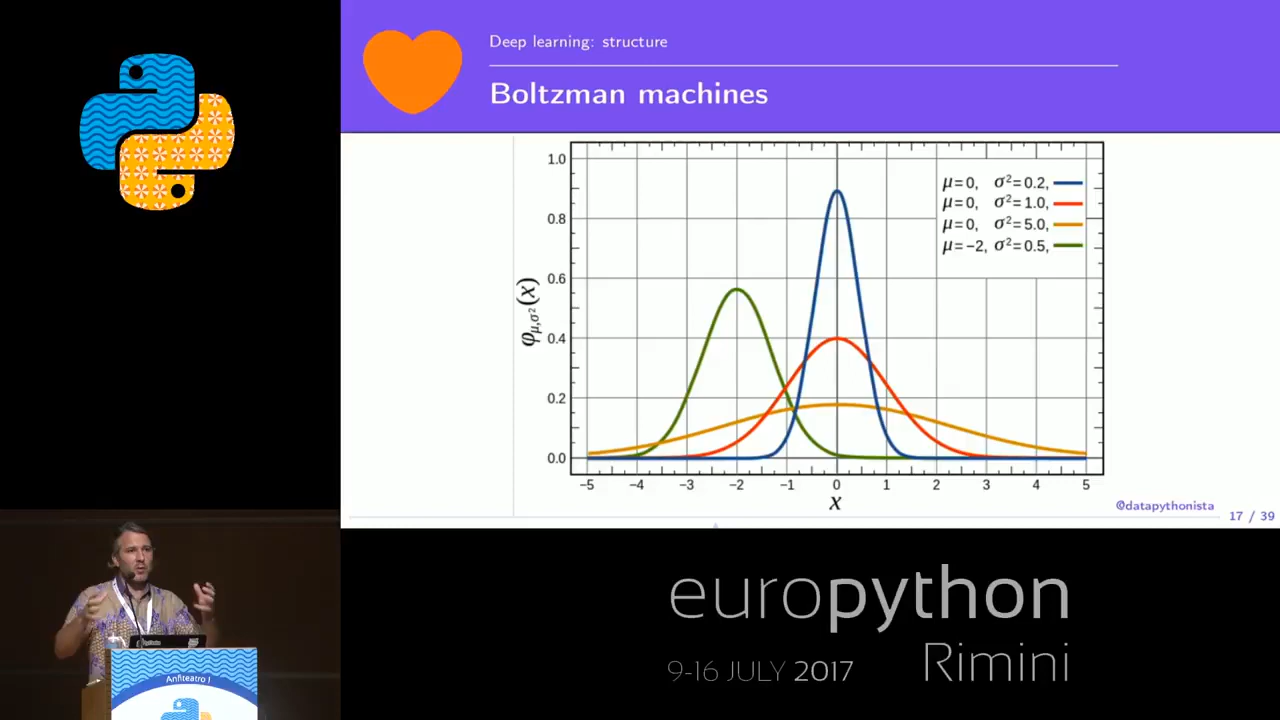 Deep learning: structure
Boltzman machines
1.0
0.8
0.6
0.4
0.2
0.0
φμ,σ²(x)
μ=0, σ²=0.2,
μ=0, σ²=1.0,
μ=0, σ²=5.0,
μ=−2, σ²=0.5,
−5 −4 −3 −2 −1 0 1 2 3 4 5
x
@datapythonista
17 / 39
europython
9-16 JULY 2017 Rimini
Anfiteatro 1